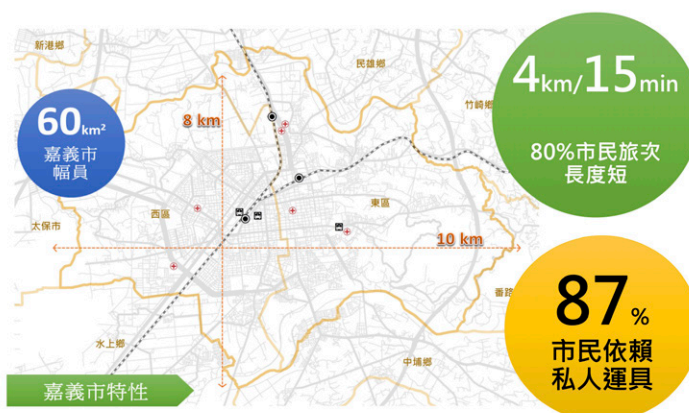 新港鄉
民雄鄉
竹崎鄉
4km/15min
80%市民旅次
長度短
60km²
嘉義市
幅員
8 km
西區
東區
太保市
10 km
番路
水上鄉
中埔鄉
87%
市民依賴
私人運具
嘉義市特性